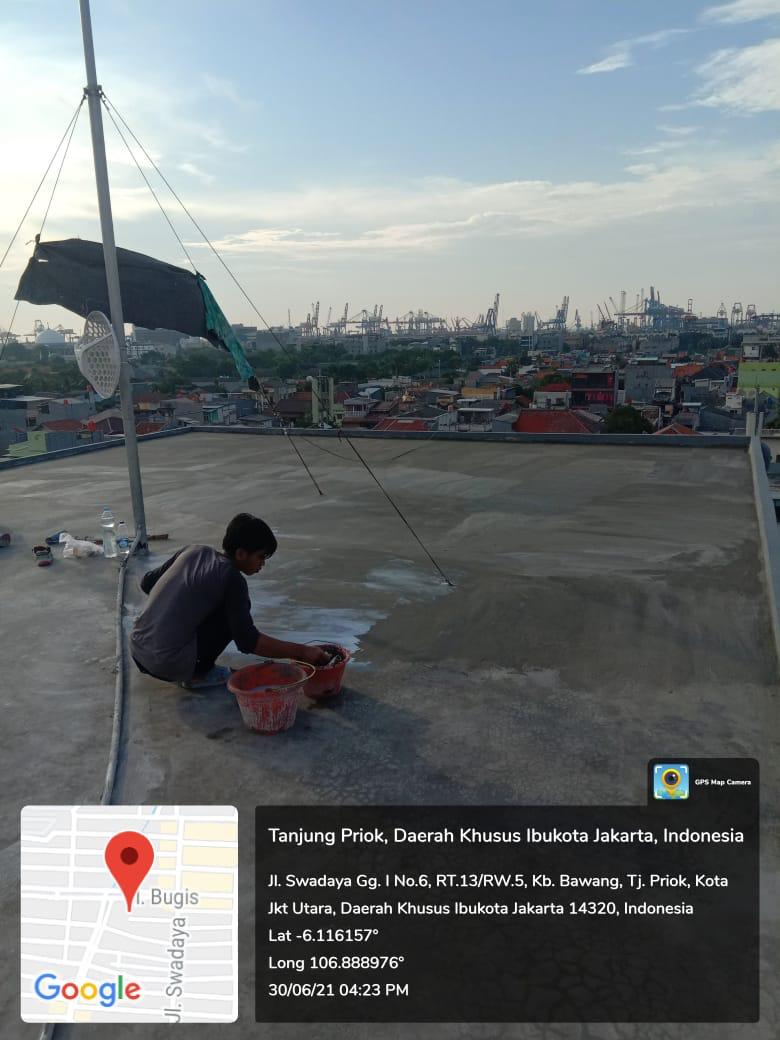 GPS Map Camera
Tanjung Priok, Daerah Khusus Ibukota Jakarta, Indonesia
Jl. Swadaya Gg. I No.6, RT.13/RW.5, Kb. Bawang, Tj. Priok, Kota
Jkt Utara, Daerah Khusus Ibukota Jakarta 14320, Indonesia
Lat -6.116157°
Long 106.888976°
30/06/21 04:23 PM
l. Bugis
Jl. Swadaya
Google